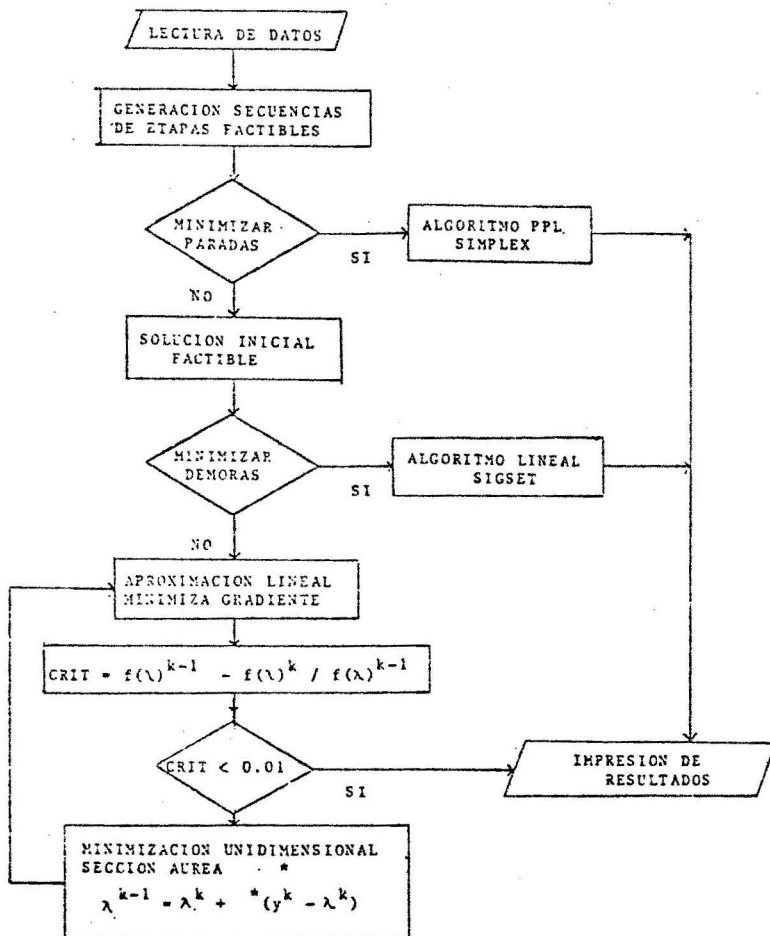 LECTURA DE DATOS
GENERACION SECUENCIAS
DE ETAPAS FACTIBLES
MINIMIZAR
PARADAS
SI
ALGORITMO PPL
SIMPLEX
NO
SOLUCION INICIAL
FACTIBLE
MINIMIZAR
DEMORAS
SI
ALGORITMO LINEAL
SIGSET
NO
APROXIMACION LINEAL
MINIMIZA GRADIENTE
CRIT = f(λ)^k-1 - f(λ)^k / f(λ)^k-1
CRIT < 0.01
SI
IMPRESION DE
RESULTADOS
MINIMIZACION UNIDIMENSIONAL
SECCION AUREA *
λ^k-1 = λ^k + *(y^k - λ^k)